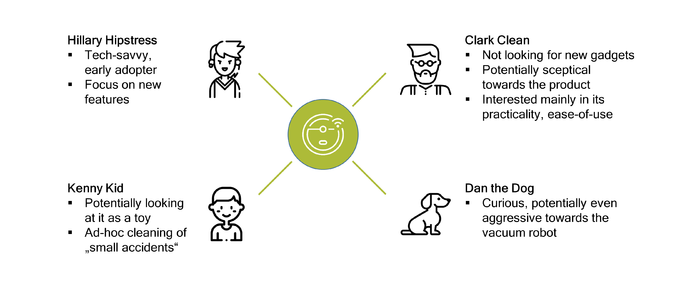 Hillary Hipstress
▪ Tech-savvy,
early adopter
▪ Focus on new
features
Clark Clean
▪ Not looking for new gadgets
▪ Potentially sceptical
towards the product
▪ Interested mainly in its
practicality, ease-of-use
Kenny Kid
▪ Potentially looking
at it as a toy
▪ Ad-hoc cleaning of
„small accidents“
Dan the Dog
▪ Curious, potentially even
aggressive towards the
vacuum robot